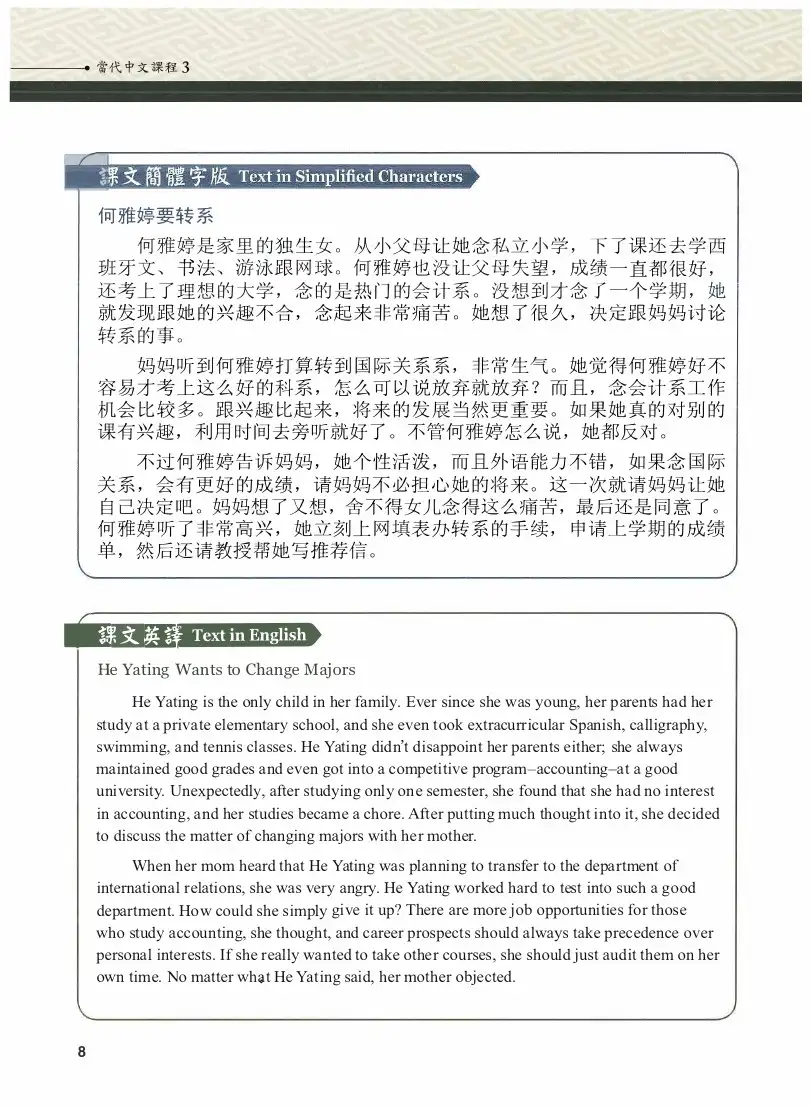 當代中文課程 3
課文簡體字版 Text in Simplified Characters
何雅婷要转系
何雅婷是家里的独生女。从小父母让她念私立小学，下了课还去学西
班牙文、书法、游泳跟网球。何雅婷也没让父母失望，成绩一直都很好，
还考上了理想的大学，念的是热门的会计系。没想到才念了一个学期，她
就发现跟她的兴趣不合，念起来非常痛苦。她想了很久，决定跟妈妈讨论
转系的事。
妈妈听到何雅婷打算转到国际关系系，非常生气。她觉得何雅婷好不
容易才考上这么好的科系，怎么可以说放弃就放弃？而且，念会计系工作
机会比较多。跟兴趣比起来，将来的发展当然更重要。如果她真的对别的
课有兴趣，利用时间去旁听就好了。不管何雅婷怎么说，她都反对。
不过何雅婷告诉妈妈，她个性活泼，而且外语能力不错，如果念国际
关系，会有更好的成绩，请妈妈不必担心她的将来。这一次就请妈妈让她
自己决定吧。妈妈想了又想，舍不得女儿念得这么痛苦，最后还是同意了。
何雅婷听了非常高兴，她立刻上网填表办转系的手续，申请上学期的成绩
单，然后还请教授帮她写推荐信。
課文英譯 Text in English
He Yating Wants to Change Majors
He Yating is the only child in her family. Ever since she was young, her parents had her
study at a private elementary school, and she even took extracurricular Spanish, calligraphy,
swimming, and tennis classes. He Yating didn't disappoint her parents either; she always
maintained good grades and even got into a competitive program–accounting–at a good
university. Unexpectedly, after studying only one semester, she found that she had no interest
in accounting, and her studies became a chore. After putting much thought into it, she decided
to discuss the matter of changing majors with her mother.
When her mom heard that He Yating was planning to transfer to the department of
international relations, she was very angry. He Yating worked hard to test into such a good
department. How could she simply give it up? There are more job opportunities for those
who study accounting, she thought, and career prospects should always take precedence over
personal interests. If she really wanted to take other courses, she should just audit them on her
own time. No matter what He Yating said, her mother objected.
8